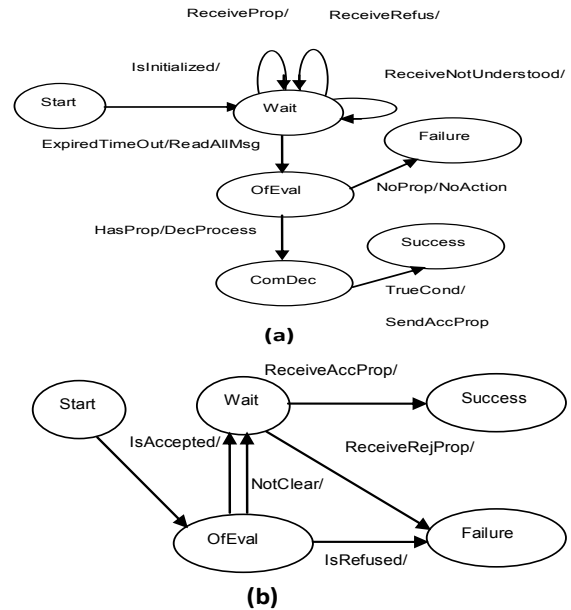 ReceiveProp/
ReceiveRefus/
IsInitialized/
ReceiveNotUnderstood/
Start
Wait
ExpiredTimeOut/ReadAllMsg
Failure
OfEval
NoProp/NoAction
HasProp/DecProcess
Success
ComDec
TrueCond/
SendAccProp
(a)
ReceiveAccProp/
Start
Wait
Success
IsAccepted/
ReceiveRejProp/
NotClear/
OfEval
Failure
IsRefused/
(b)